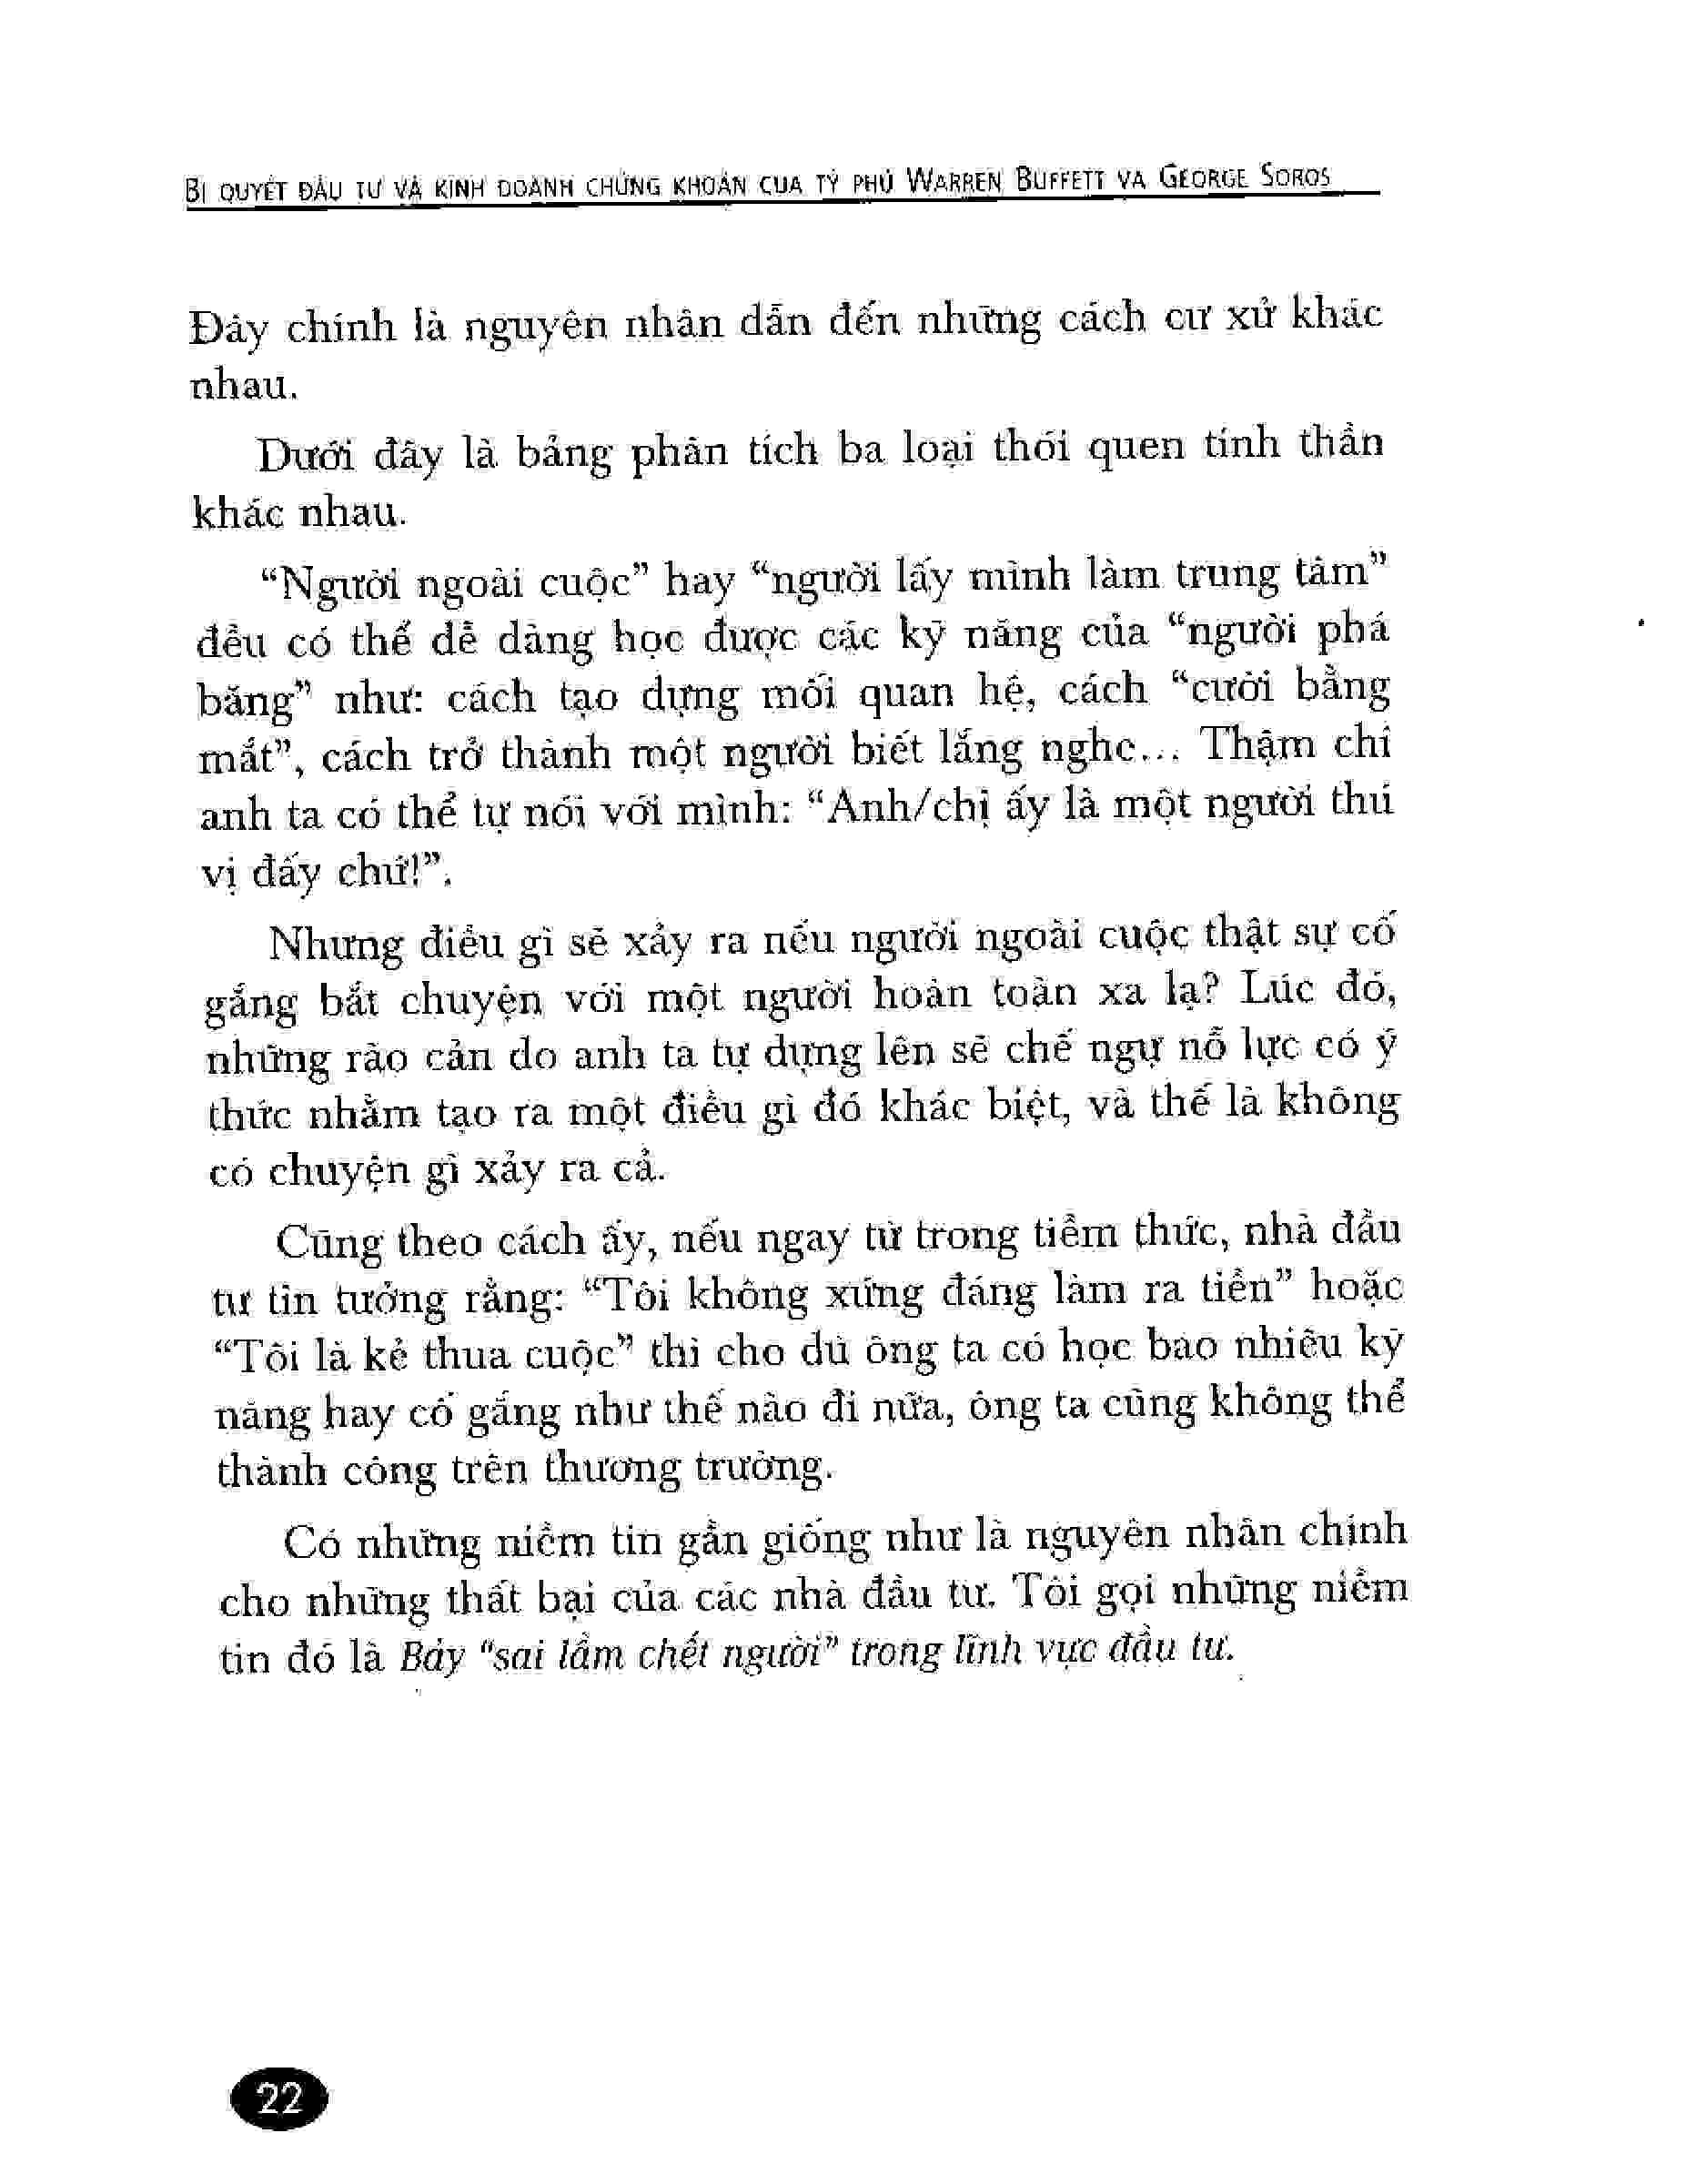 BÍ QUYẾT ĐẦU TƯ VÀ KINH DOANH CHỨNG KHOÁN CỦA TỶ PHÚ WARREN BUFFETT VÀ GEORGE SOROS
Đây chính là nguyên nhân dẫn đến những cách cư xử khác
nhau.
Dưới đây là bảng phân tích ba loại thói quen tính thần
khác nhau.
“Người ngoài cuộc” hay “người lấy mình làm trung tâm”
đều có thể dễ dàng học được các kỹ năng của “người phá
băng” như: cách tạo dựng mối quan hệ, cách “cười bằng
mắt”, cách trở thành một người biết lắng nghe... Thậm chí
anh ta có thể tự nói với mình: “Anh/chị ấy là một người thú
vị đấy chứ!”.
Nhưng điều gì sẽ xảy ra nếu người ngoài cuộc thật sự cố
gắng bắt chuyện với một người hoàn toàn xa lạ? Lúc đó,
những rào cản do anh ta tự dựng lên sẽ chế ngự nỗ lực có ý
thức nhằm tạo ra một điều gì đó khác biệt, và thế là không
có chuyện gì xảy ra cả.
Cũng theo cách ấy, nếu ngay từ trong tiềm thức, nhà đầu
tư tin tưởng rằng: “Tôi không xứng đáng làm ra tiền” hoặc
“Tôi là kẻ thua cuộc” thì cho dù ông ta có học bao nhiêu kỹ
năng hay cố gắng như thế nào đi nữa, ông ta cũng không thể
thành công trên thương trường.
Có những niềm tin gần giống như là nguyên nhân chính
cho những thất bại của các nhà đầu tư. Tôi gọi những niềm
tin đó là Bảy “sai lầm chết người” trong lĩnh vực đầu tư.
22